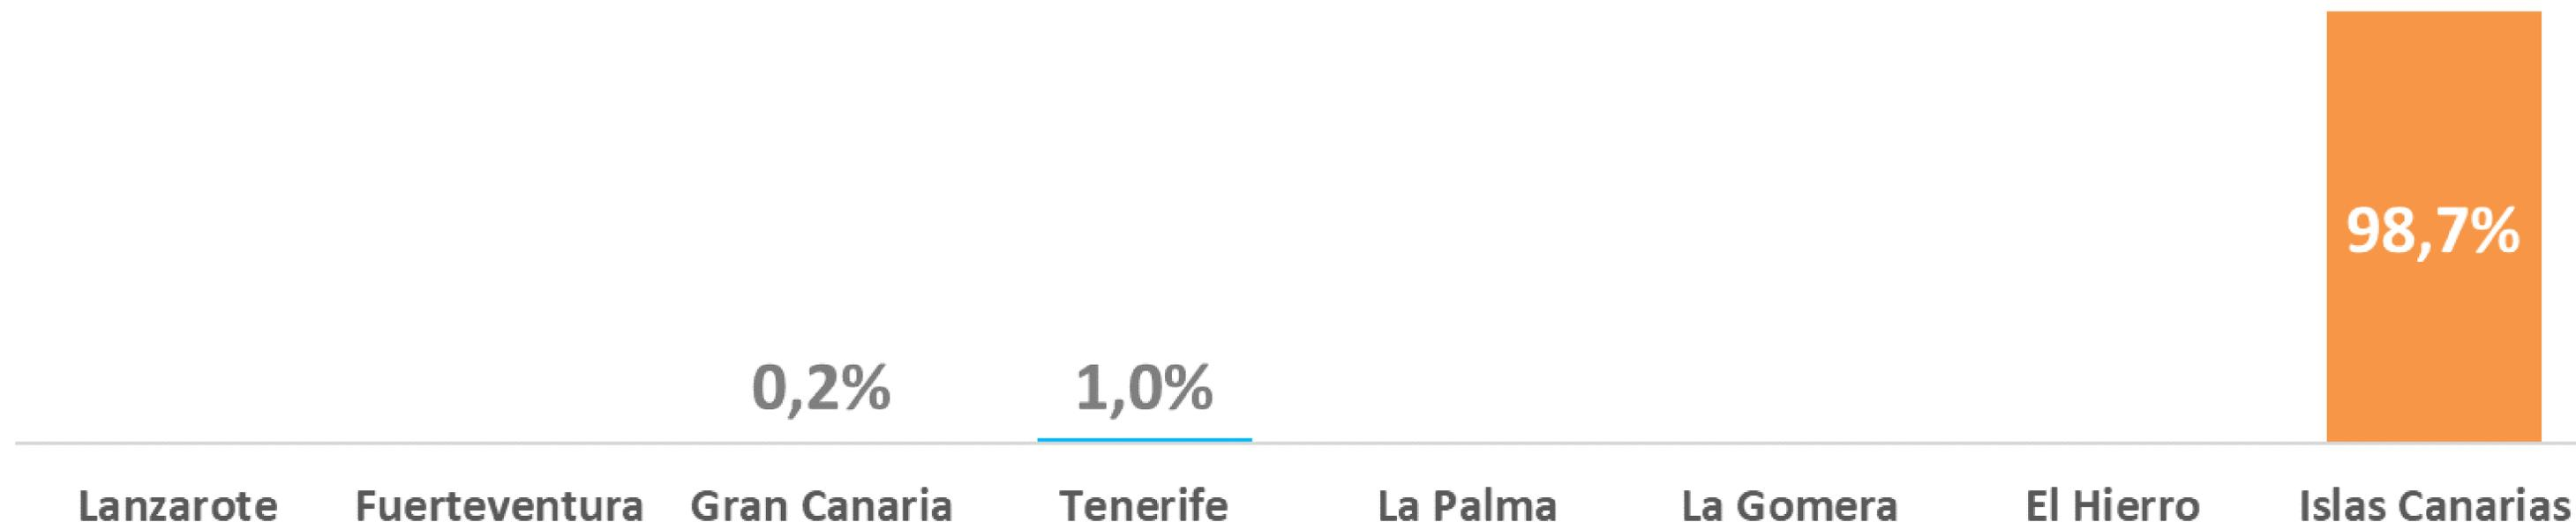 98,7%
0,2% 1,0%
Lanzarote Fuerteventura Gran Canaria Tenerife La Palma La Gomera El Hierro Islas Canarias